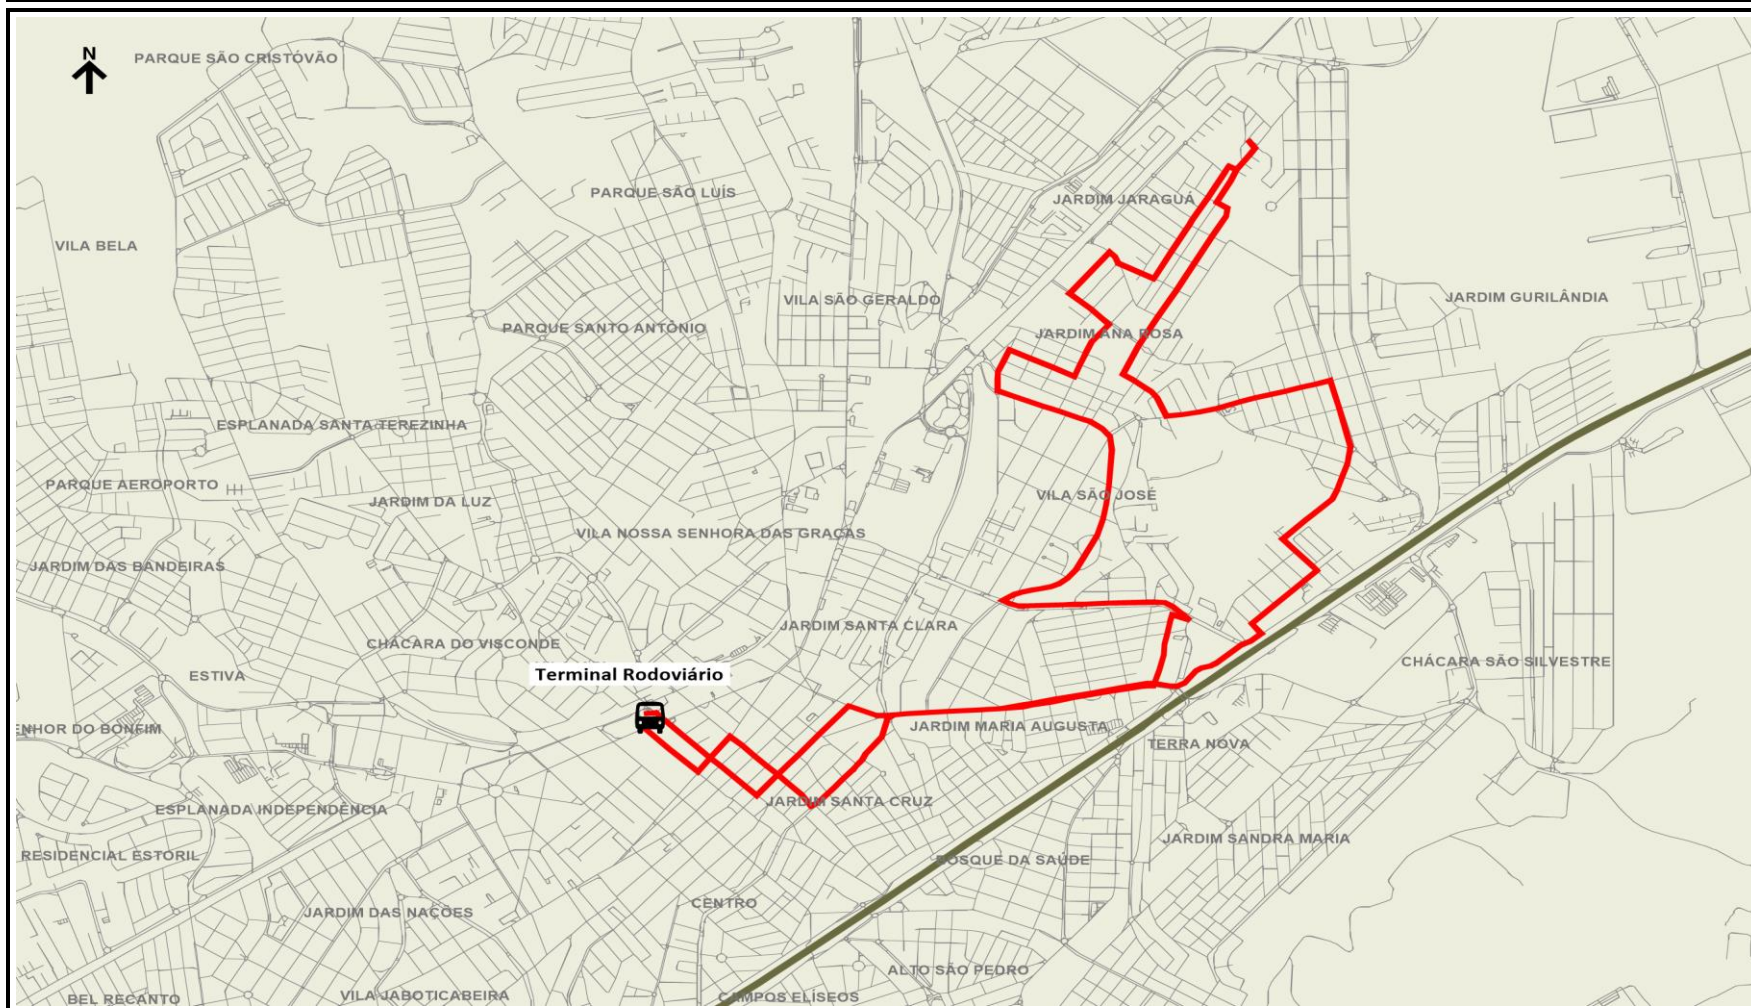 N
PARQUE SÃO CRISTÓVÃO
PARQUE SÃO LUÍS
JARDIM JARAGUÁ
VILA BELA
VILA SÃO GERALDO
JARDIM GURILÂNDIA
PARQUE SANTO ANTÔNIO
JARDIM ANA ROSA
ESPLANADA SANTA TEREZINHA
PARQUE AEROPORTO
JARDIM DA LUZ
VILA SÃO JOSÉ
VILA NOSSA SENHORA DAS GRAÇAS
JARDIM DAS BANDEIRAS
JARDIM SANTA CLARA
CHÁCARA DO VISCONDE
CHÁCARA SÃO SILVESTRE
ESTIVA
Terminal Rodoviário
ENHOR DO BONFIM
JARDIM MARIA AUGUSTA
TERRA NOVA
JARDIM SANTA CRUZ
ESPLANADA INDEPENDÊNCIA
JARDIM SANDRA MARIA
RESIDENCIAL ESTORIL
BOSQUE DA SAÚDE
CENTRO
JARDIM DAS NAÇÕES
ALTO SÃO PEDRO
VILA JABOTICABEIRA
CAMPOS ELÍSEOS
BEL RECANTO